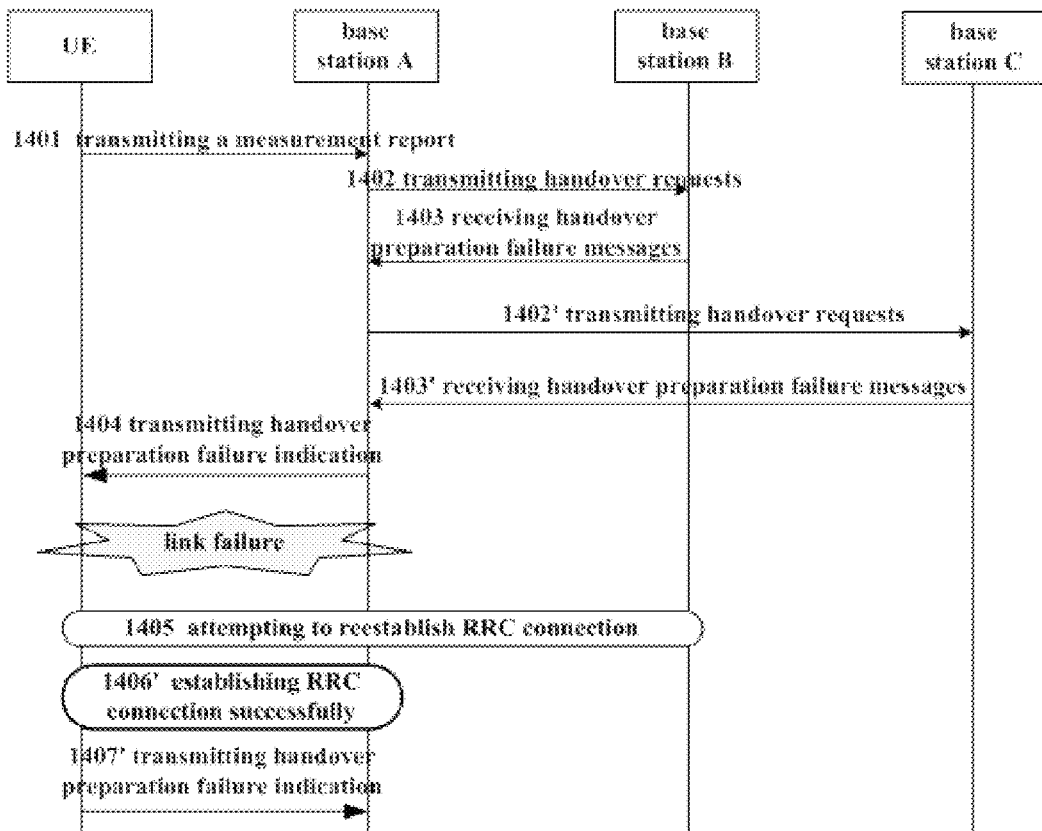 UE
base
station A
base
station B
base
station C
1401 transmitting a measurement report
1402 transmitting handover requests
1403 receiving handover
preparation failure messages
1402' transmitting handover requests
1403' receiving handover preparation failure messages
1404 transmitting handover
preparation failure indication
link failure
1405 attempting to reestablish RRC connection
1406' establishing RRC
connection successfully
1407' transmitting handover
preparation failure indication